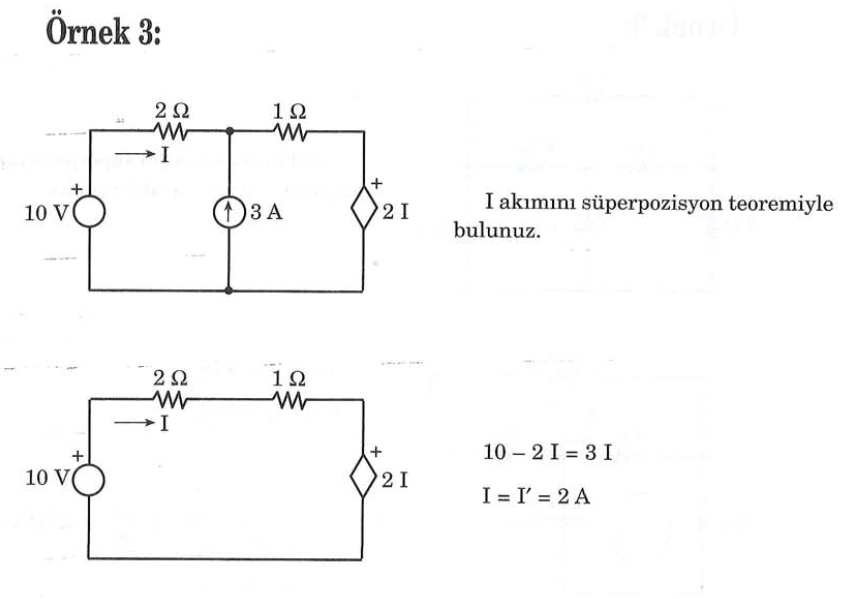 Örnek 3:
2 Ω 1 Ω
I
+ +
10 V 3 A 2 I
I akımını süperpozisyon teoremiyle
bulunuz.
2 Ω 1 Ω
I
+ +
10 V 2 I
10 – 2 I = 3 I
I = I′ = 2 A